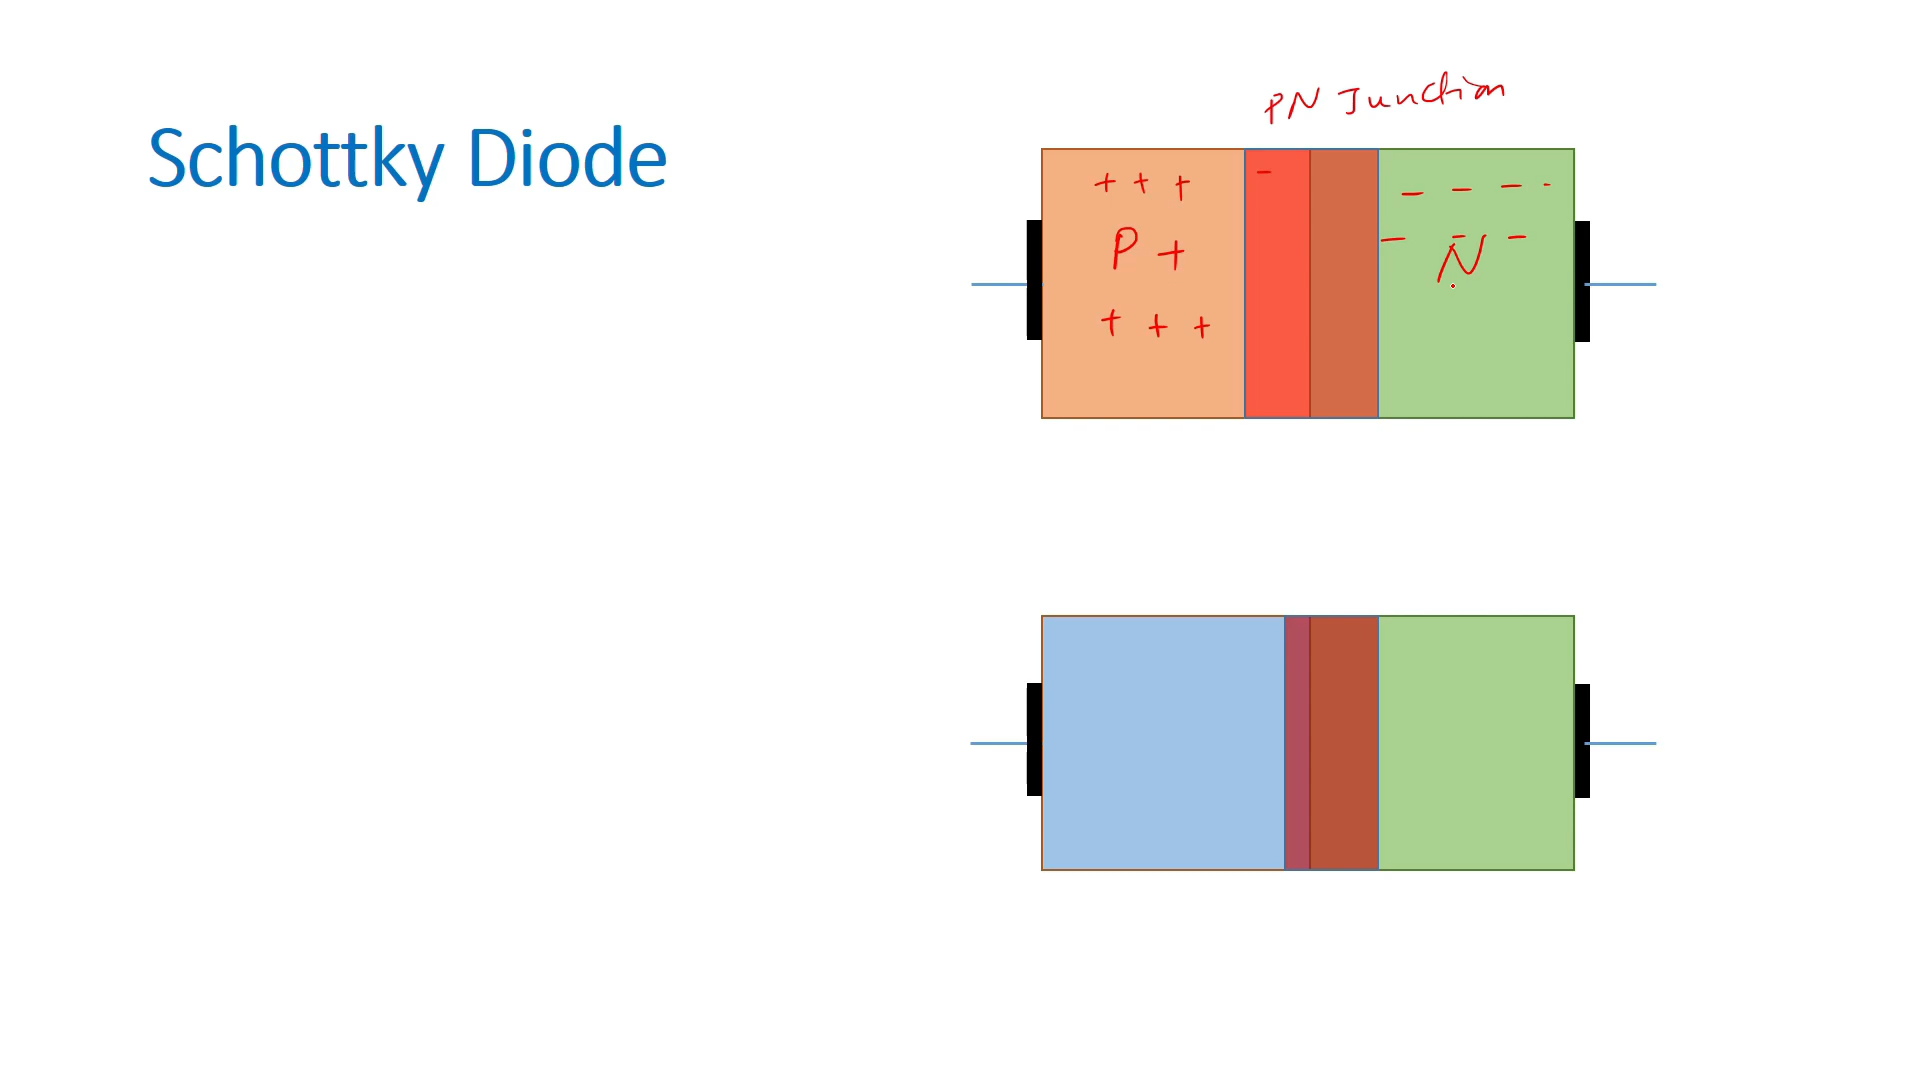 PN Junction
Schottky Diode
+ + + - - - - -
P + - - - N
+ + +